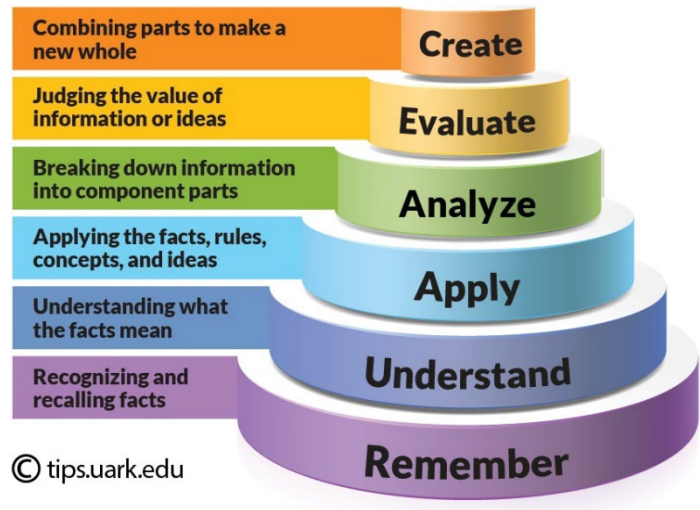 Combining parts to make a
new whole
Create
Judging the value of
information or ideas
Evaluate
Breaking down information
into component parts
Analyze
Applying the facts, rules,
concepts, and ideas
Apply
Understanding what
the facts mean
Understand
Recognizing and
recalling facts
Remember
© tips.uark.edu